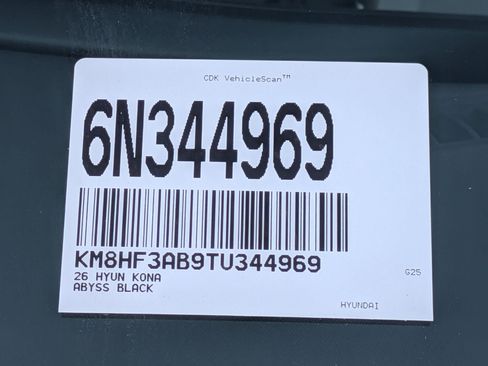 CDK VehicleScan™
6N344969
KM8HF3AB9TU344969
26 HYUN KONA
ABYSS BLACK
G25
HYUNDAI